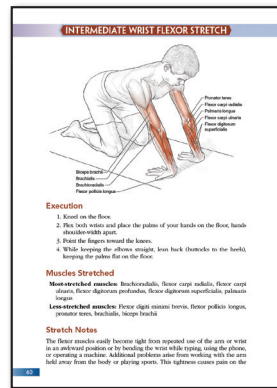 INTERMEDIATE WRIST FLEXOR STRETCH
Pronator teres
Flexor carpi radialis
Palmaris longus
Flexor carpi ulnaris
Flexor digitorum
superficialis
Biceps brachii
Brachialis
Brachioradialis
Flexor pollicis longus
Execution
1. Kneel on the floor.
2. Flex both wrists and place the palms of your hands on the floor, hands
shoulder-width apart.
3. Point the fingers toward the knees.
4. While keeping the elbows straight, lean back (buttocks to the heels),
keeping the palms flat on the floor.
Muscles Stretched
Most-stretched muscles: Brachioradialis, flexor carpi radialis, flexor carpi
ulnaris, flexor digitorum profundus, flexor digitorum superficialis, palmaris
longus
Less-stretched muscles: Flexor digiti minimi brevis, flexor pollicis longus,
pronator teres, brachialis, biceps brachii
Stretch Notes
The flexor muscles easily become tight from repeated use of the arm or wrist
in an awkward position or by bending the wrist while typing, using the phone,
or operating a machine. Additional problems arise from working with the arm
held away from the body or playing sports. This tightness causes pain on the
60